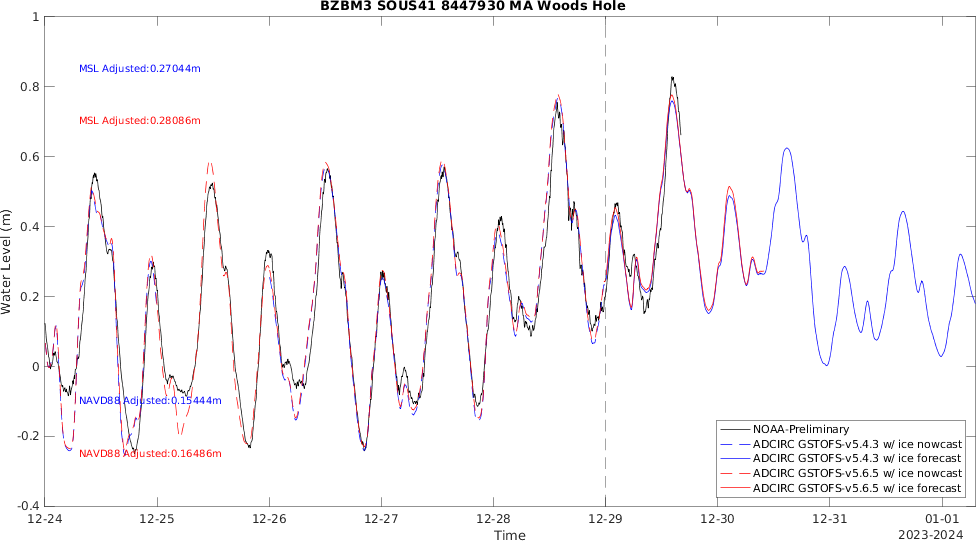 BZBM3 SOUS41 8447930 MA Woods Hole
1
0.8
0.6
0.4
0.2
0
-0.2
-0.4
Water Level (m)
MSL Adjusted:0.27044m
MSL Adjusted:0.28086m
NAVD88 Adjusted:0.15444m
NAVD88 Adjusted:0.16486m
NOAA-Preliminary
ADCIRC GSTOFS-v5.4.3 w/ ice nowcast
ADCIRC GSTOFS-v5.4.3 w/ ice forecast
ADCIRC GSTOFS-v5.6.5 w/ ice nowcast
ADCIRC GSTOFS-v5.6.5 w/ ice forecast
12-24 12-25 12-26 12-27 12-28 12-29 12-30 12-31 01-01
Time
2023-2024